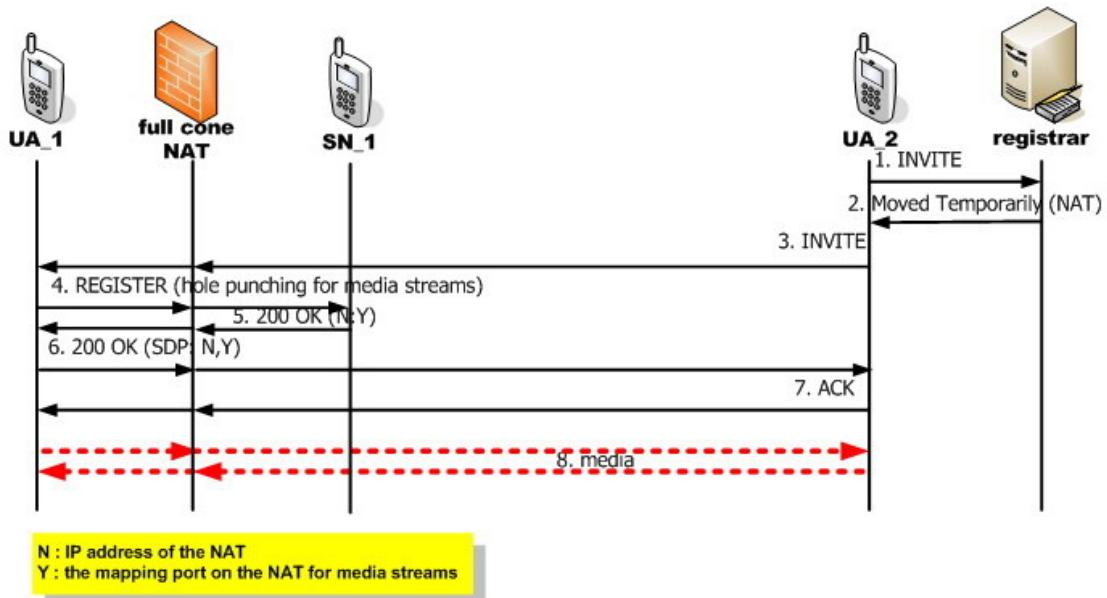 UA_1
full cone
NAT
SN_1
UA_2
registrar
1. INVITE
2. Moved Temporarily (NAT)
3. INVITE
4. REGISTER (hole punching for media streams)
5. 200 OK (N:Y)
6. 200 OK (SDP: N,Y)
7. ACK
8. media
N : IP address of the NAT
Y : the mapping port on the NAT for media streams